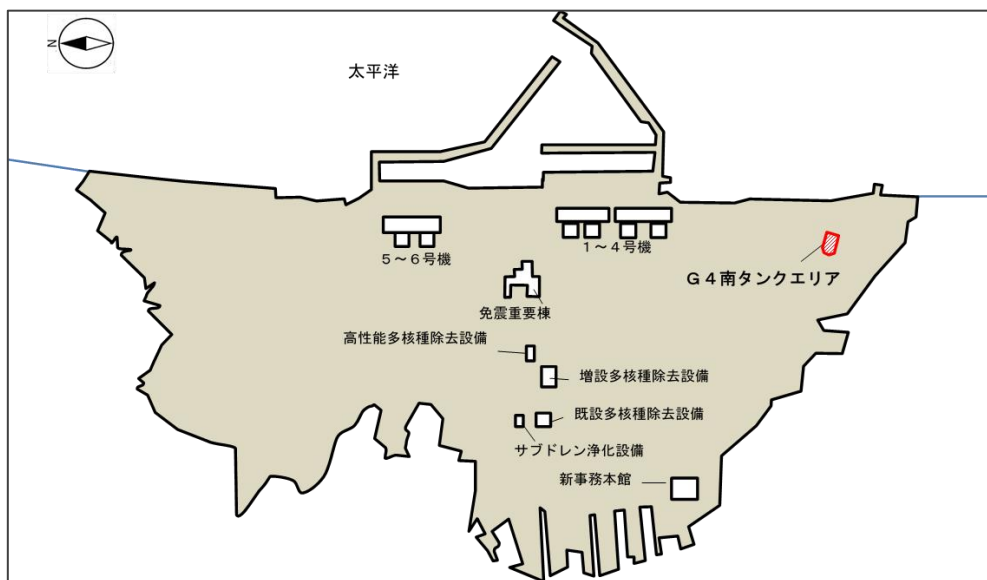 N
太平洋
５～６号機
１～４号機
Ｇ４南タンクエリア
免震重要棟
高性能多核種除去設備
増設多核種除去設備
既設多核種除去設備
サブドレン浄化設備
新事務本館